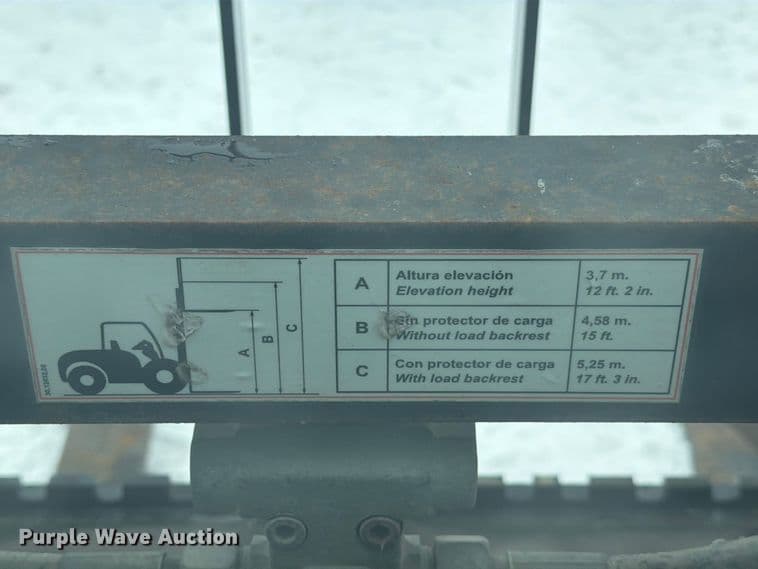 A
B
C
A Altura elevación 3,7 m.
Elevation height 12 ft. 2 in.
B Sin protector de carga 4,58 m.
Without load backrest 15 ft.
C Con protector de carga 5,25 m.
With load backrest 17 ft. 3 in.
Purple Wave Auction